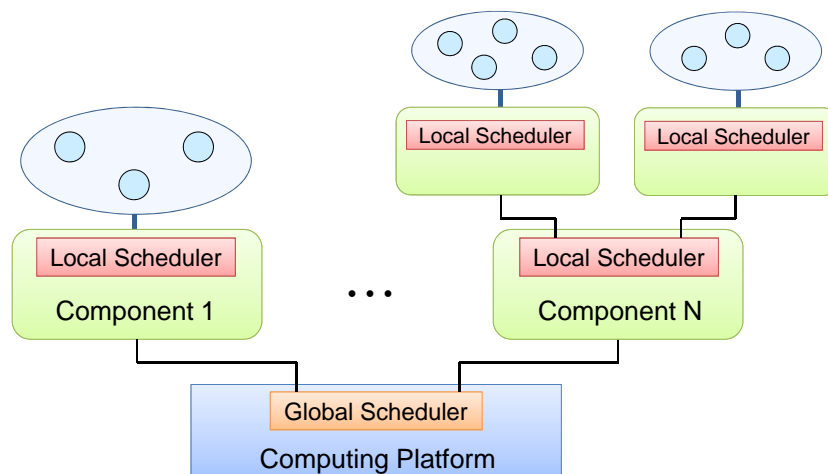 Local Scheduler
Local Scheduler
Local Scheduler
Component 1
...
Local Scheduler
Component N
Global Scheduler
Computing Platform